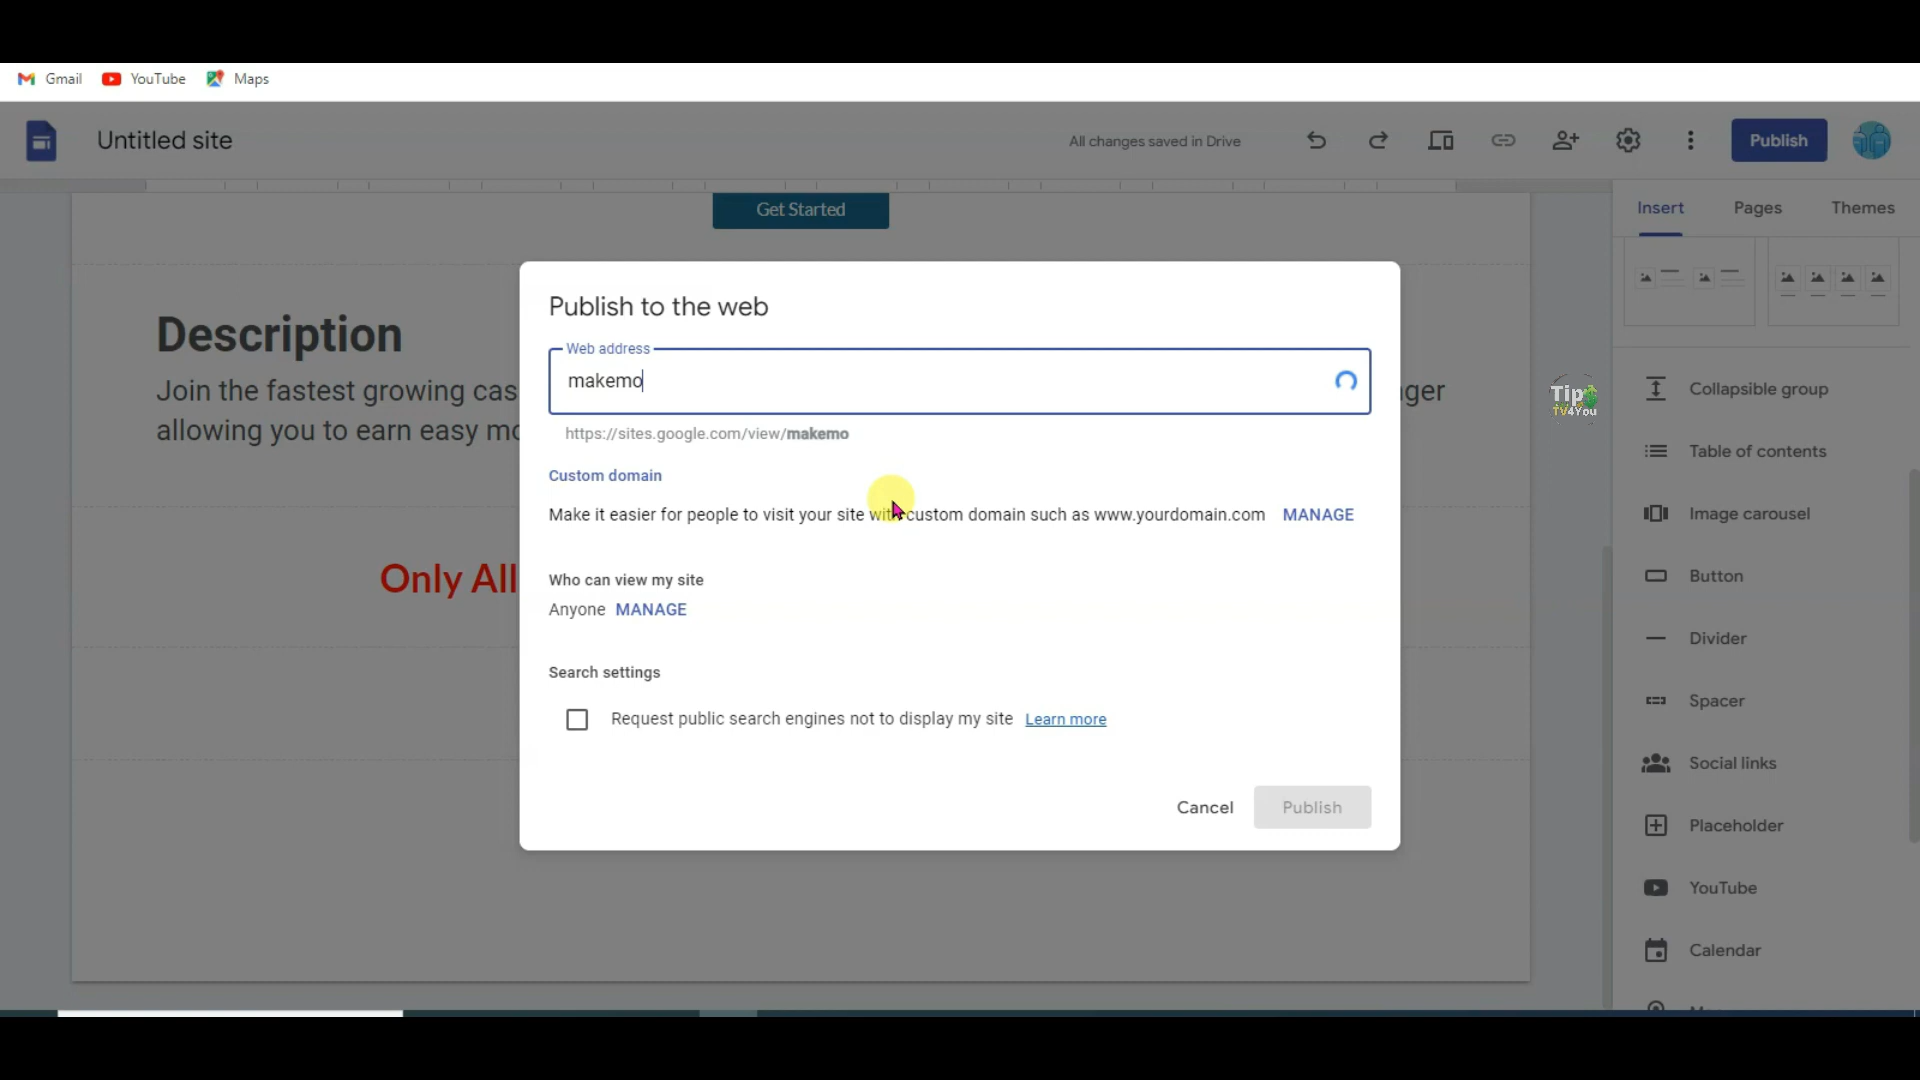 Gmail YouTube Maps
Untitled site
All changes saved in Drive
Publish
Insert Pages Themes
Get Started
Description
Join the fastest growing cas
nger
allowing you to earn easy mo
Only All
Publish to the web
Web address
makemo
https://sites.google.com/view/makemo
Custom domain
Make it easier for people to visit your site with custom domain such as www.yourdomain.com MANAGE
Who can view my site
Anyone MANAGE
Search settings
Request public search engines not to display my site Learn more
Cancel Publish
Tip
TV4You
Collapsible group
Table of contents
Image carousel
Button
Divider
Spacer
Social links
Placeholder
YouTube
Calendar